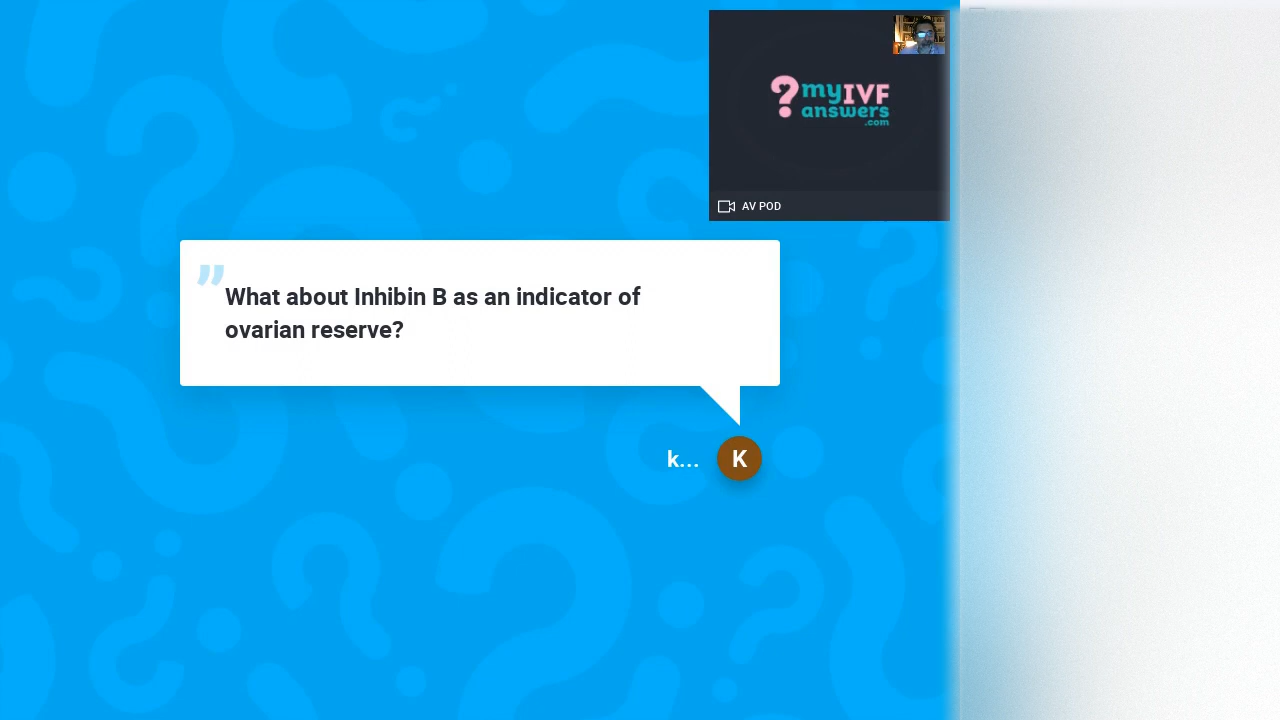 ?myIVF
answers
.com
AV POD
”
What about Inhibin B as an indicator of
ovarian reserve?
k...
K